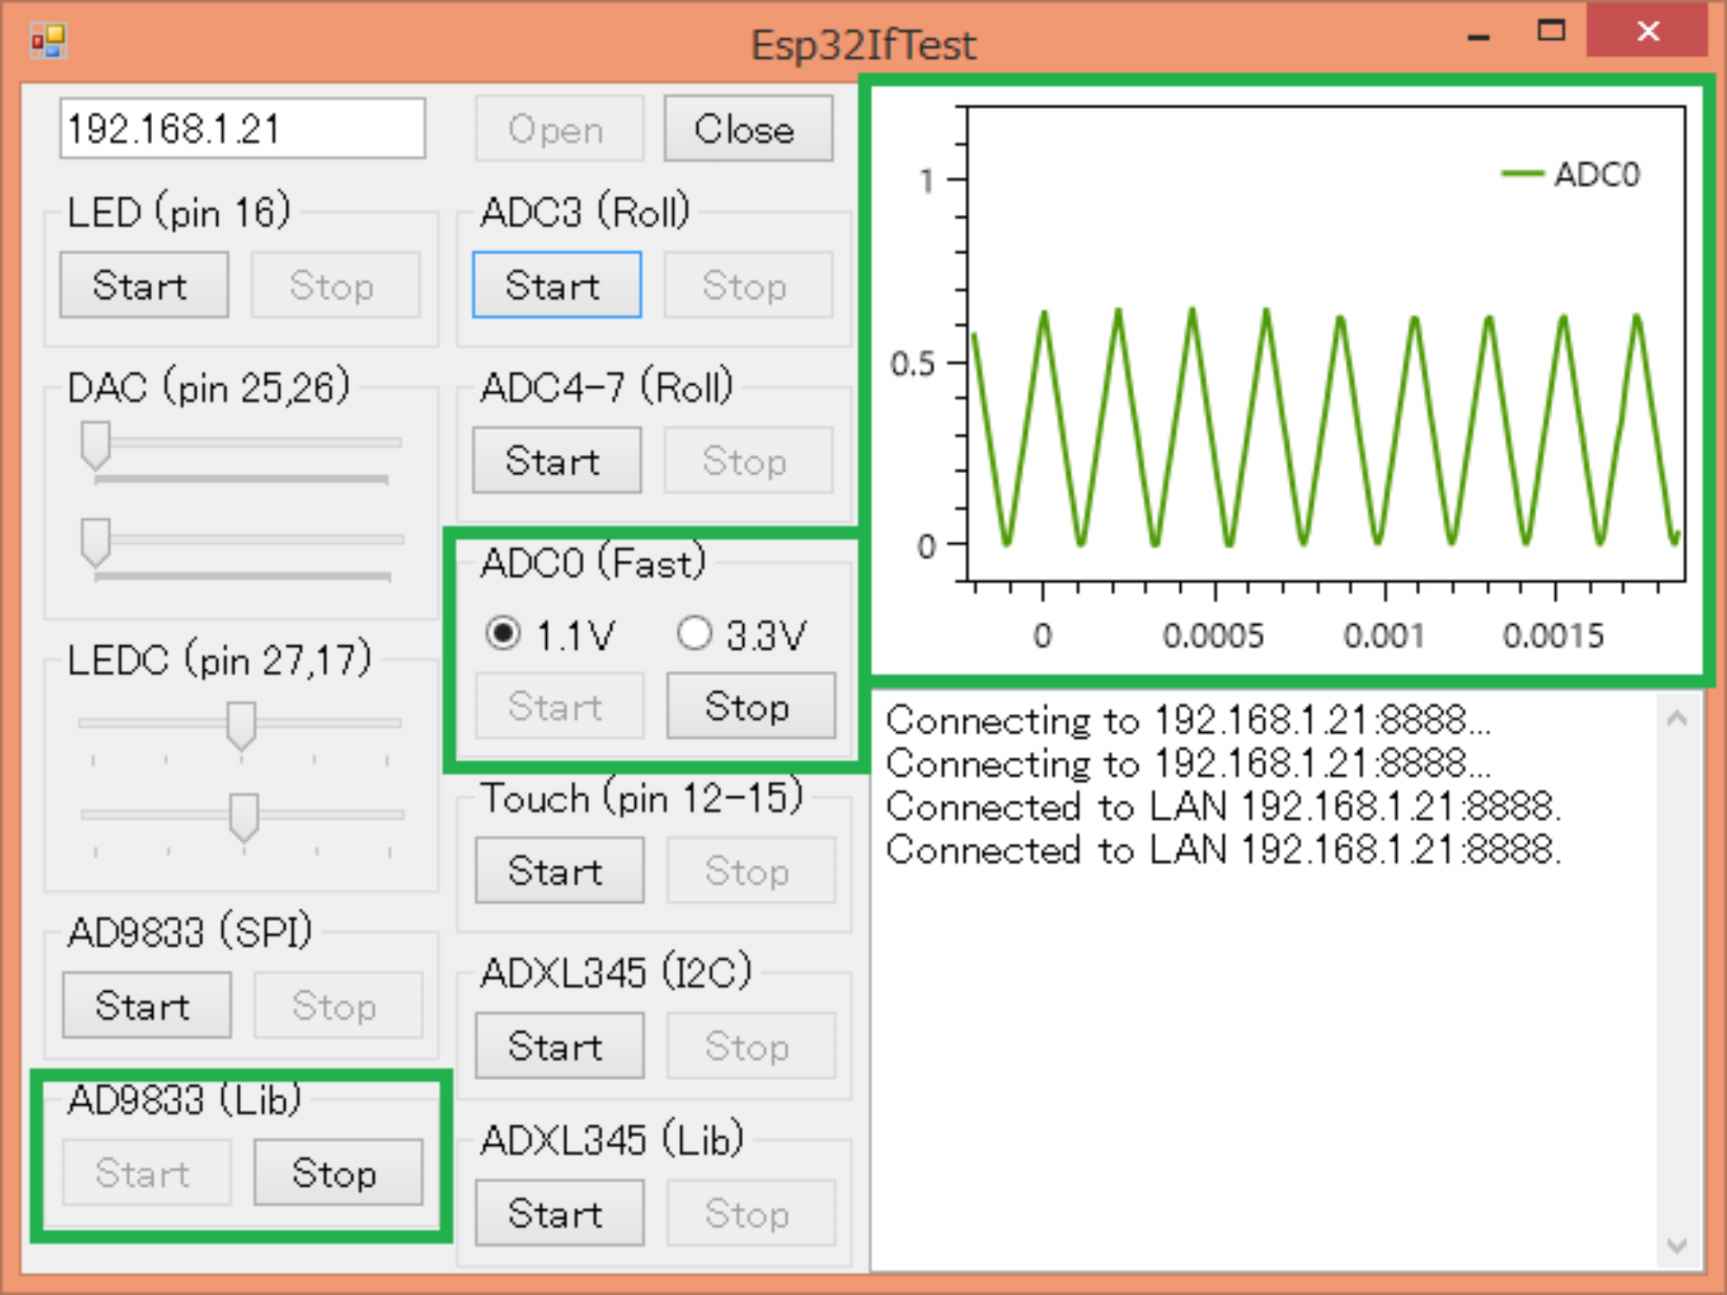 Esp32IfTest
192.168.1.21
Open
Close
LED (pin 16)
Start
Stop
DAC (pin 25,26)
LEDC (pin 27,17)
AD9833 (SPI)
Start
Stop
AD9833 (Lib)
Start
Stop
ADC3 (Roll)
Start
Stop
ADC4-7 (Roll)
Start
Stop
ADC0 (Fast)
1.1V
3.3V
Start
Stop
Touch (pin 12-15)
Start
Stop
ADXL345 (I2C)
Start
Stop
ADXL345 (Lib)
Start
Stop
ADC0
1
0.5
0
0 0.0005 0.001 0.0015
Connecting to 192.168.1.21:8888...
Connecting to 192.168.1.21:8888...
Connected to LAN 192.168.1.21:8888.
Connected to LAN 192.168.1.21:8888.